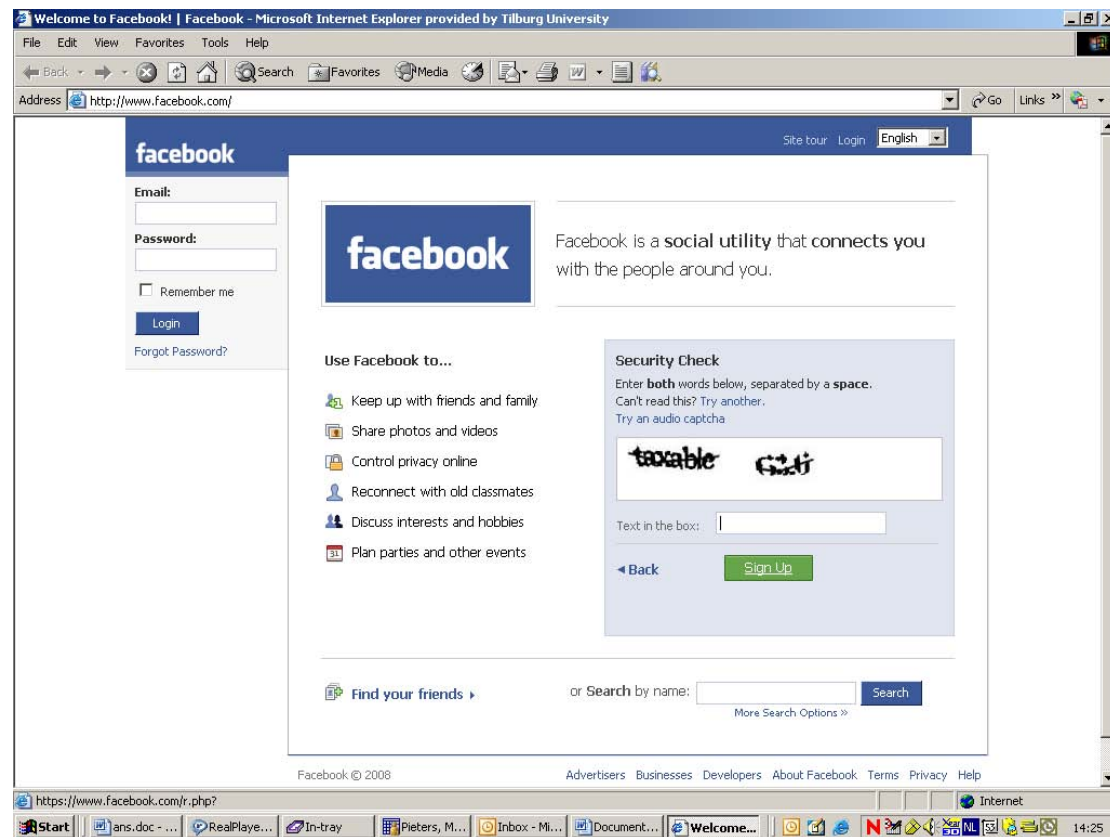 Welcome to Facebook! | Facebook - Microsoft Internet Explorer provided by Tilburg University
File Edit View Favorites Tools Help
Back Search Favorites Media
Address http://www.facebook.com/ Go Links »
facebook
Site tour Login English
Email:
Password:
Remember me
Login
Forgot Password?
facebook
Facebook is a social utility that connects you
with the people around you.
Use Facebook to...
Keep up with friends and family
Share photos and videos
Control privacy online
Reconnect with old classmates
Discuss interests and hobbies
31 Plan parties and other events
Security Check
Enter both words below, separated by a space.
Can't read this? Try another.
Try an audio captcha
taxable
Text in the box:
Back Sign Up
Find your friends
or Search by name: Search
More Search Options »
Facebook © 2008
Advertisers Businesses Developers About Facebook Terms Privacy Help
https://www.facebook.com/r.php? Internet
Start ans.doc - ... RealPlaye... In-tray Pieters, M... Inbox - Mi... Document... Welcome... NL 14:25